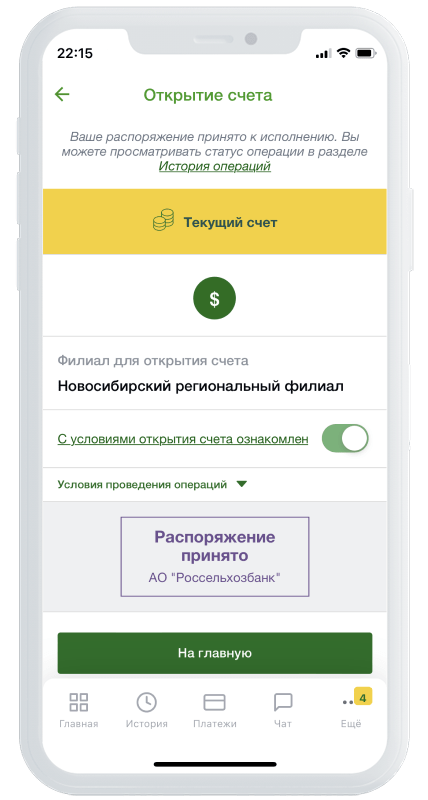 22:15
Открытие счета
Ваше распоряжение принято к исполнению. Вы
можете просматривать статус операции в разделе
История операций
Текущий счет
$
Филиал для открытия счета
Новосибирский региональный филиал
С условиями открытия счета ознакомлен
Условия проведения операций
Распоряжение
принято
АО "Россельхозбанк"
На главную
4
Главная История Платежи Чат Ещё